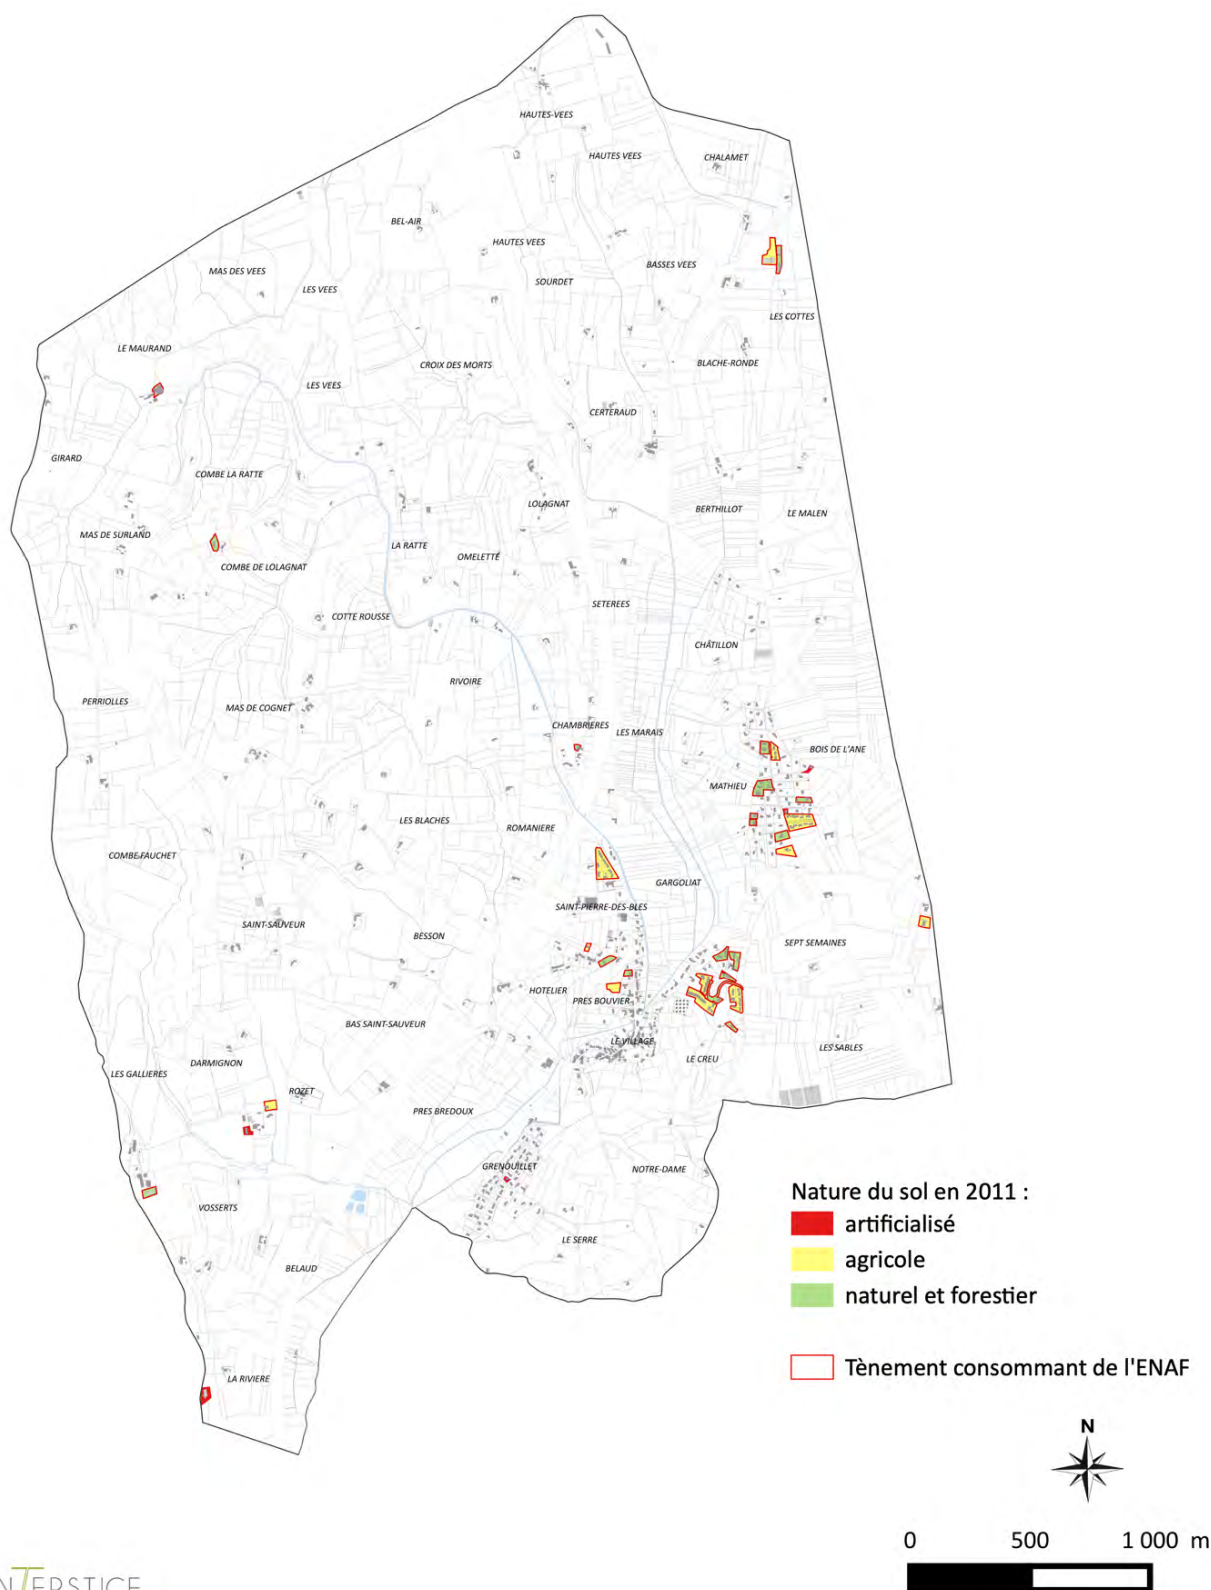 HAUTES-VEES
HAUTES VEES
CHALAMET
BEL-AIR
HAUTES VEES
BASSES VEES
MAS DES VEES
SOURDET
LES VEES
LES COTTES
LE MAURAND
CROIX DES MORTS
BLACHE-RONDE
LES VEES
CERTERAUD
GIRARD
COMBE LA RATTE
LOLAGNAT
BERTHILLOT
LE MALEN
MAS DE SURLAND
LA RATTE
OMELETTÉ
COMBE DE LOLAGNAT
SETEREES
COTTE ROUSSE
CHÂTILLON
RIVOIRE
PERRIOLLES
MAS DE COGNET
CHAMBRIERES
LES MARAIS
BOIS DE L'ANE
MATHIEU
LES BLACHES
ROMANIERE
COMBE-FAUCHET
GARGOLIAT
SAINT-PIERRE-DES-BLES
SAINT-SAUVEUR
BESSON
SEPT SEMAINES
HOTELIER
PRES BOUVIER
BAS SAINT-SAUVEUR
LE VILLAGE
LES SABLES
LE CREU
DARMIGNON
LES GALLIERES
ROZET
PRES BREDOUX
GRENOUILLET
NOTRE-DAME
VOSSERTS
LE SERRE
BELAUD
LA RIVIERE
Nature du sol en 2011 :
artificialisé
agricole
naturel et forestier
Tènement consommant de l'ENAF
N
0 500 1 000 m
NTERSTICE